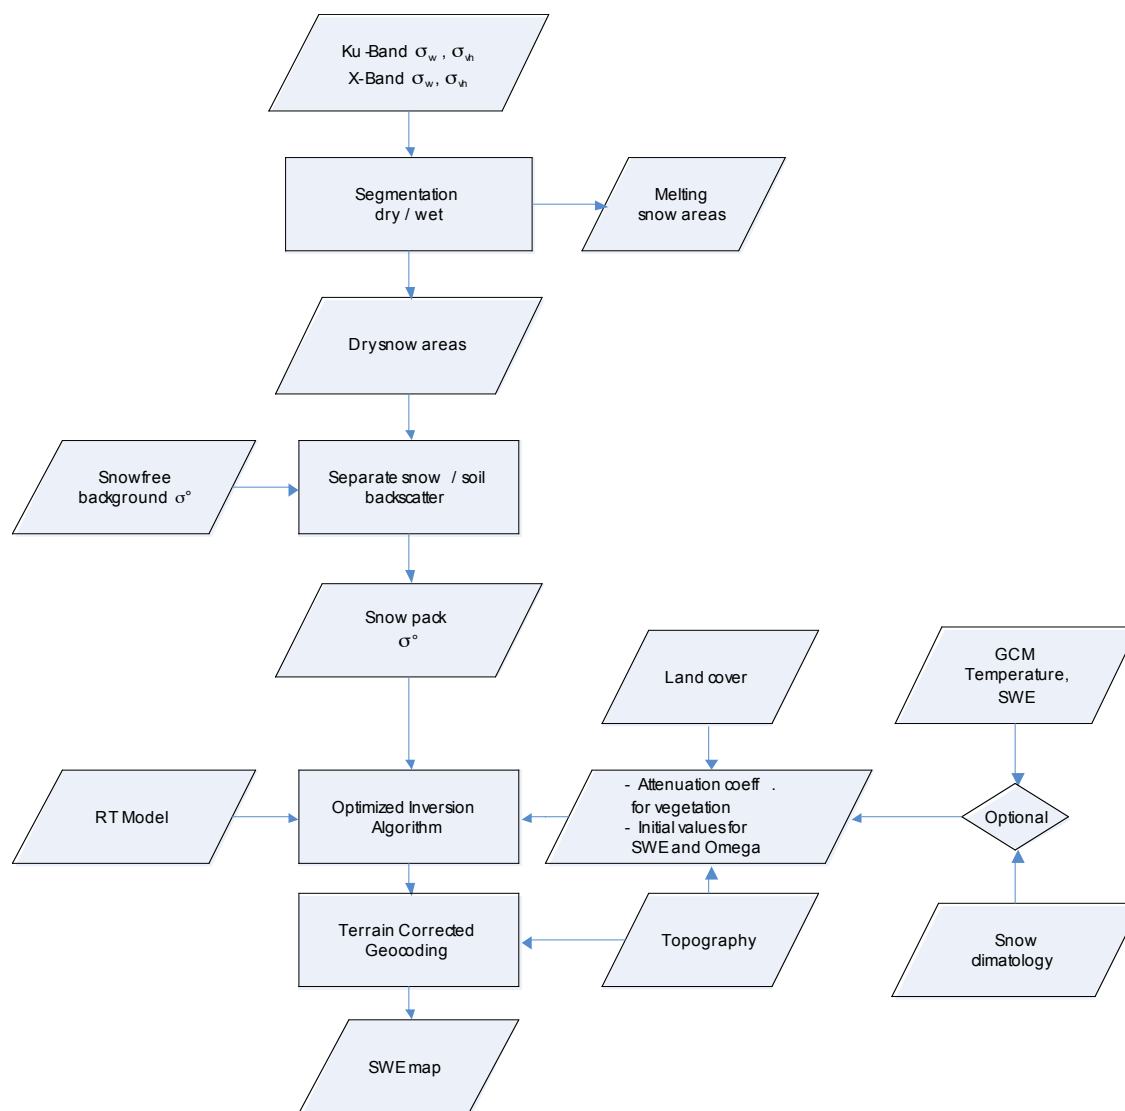 Ku-Band σvv, σvh
X-Band σvv, σvh
Segmentation
dry / wet
Melting
snow areas
Dry snow areas
Snowfree
background σ°
Separate snow / soil
backscatter
Snow pack
σ°
Land cover
GCM
Temperature,
SWE
RT Model
Optimized Inversion
Algorithm
- Attenuation coeff .
for vegetation
- Initial values for
SWE and Omega
Optional
Terrain Corrected
Geocoding
Topography
Snow
climatology
SWE map